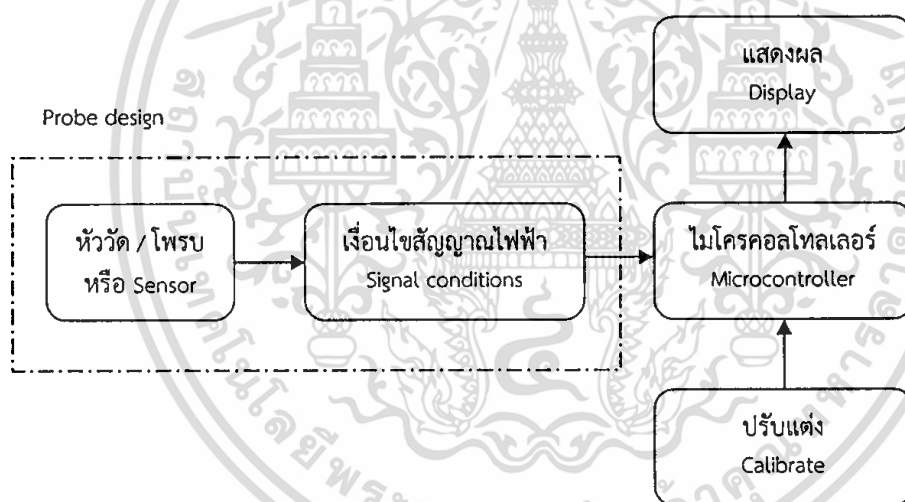 แสดงผล
Display
Probe design
หัววัด / โพรบ
หรือ Sensor
เงื่อนไขสัญญาณไฟฟ้า
Signal conditions
ไมโครคอลโทลเลอร์
Microcontroller
ปรับแต่ง
Calibrate